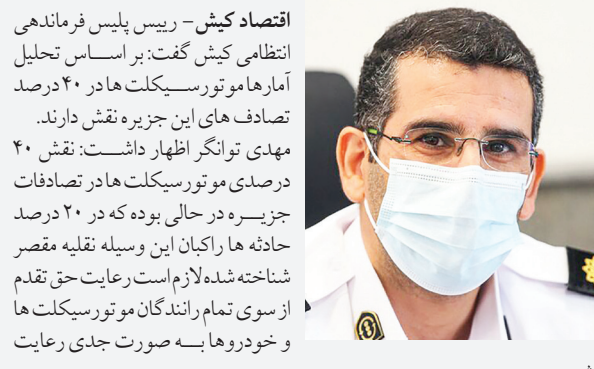 اقتصاد کیش- رییس پلیس فرماندهی
انتظامی کیش گفت: بر اساس تحلیل
آمارها موتورسیکلت ها در ۴۰ درصد
تصادف های این جزیره نقش دارند.
مهدی توانگر اظهار داشت: نقش ۴۰
درصدی موتورسیکلت ها در تصادفات
جزیره در حالی بوده که در ۲۰ درصد
حادثه ها راکبان این وسیله نقلیه مقصر
شناخته شده لازم است رعایت حق تقدم
از سوی تمام رانندگان موتورسیکلت ها
و خودروها به صورت جدی رعایت